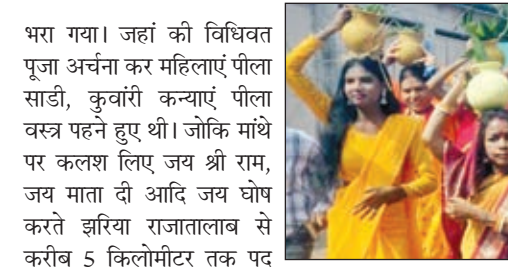 भरा गया। जहां की विधिवत
पूजा अर्चना कर महिलाएं पीला
साडी, कुवांरी कन्याएं पीला
वस्त्र पहने हुए थी। जोकि मांथे
पर कलश लिए जय श्री राम,
जय माता दी आदि जय घोष
करते झरिया राजातालाब से
करीब 5 किलोमीटर तक पद